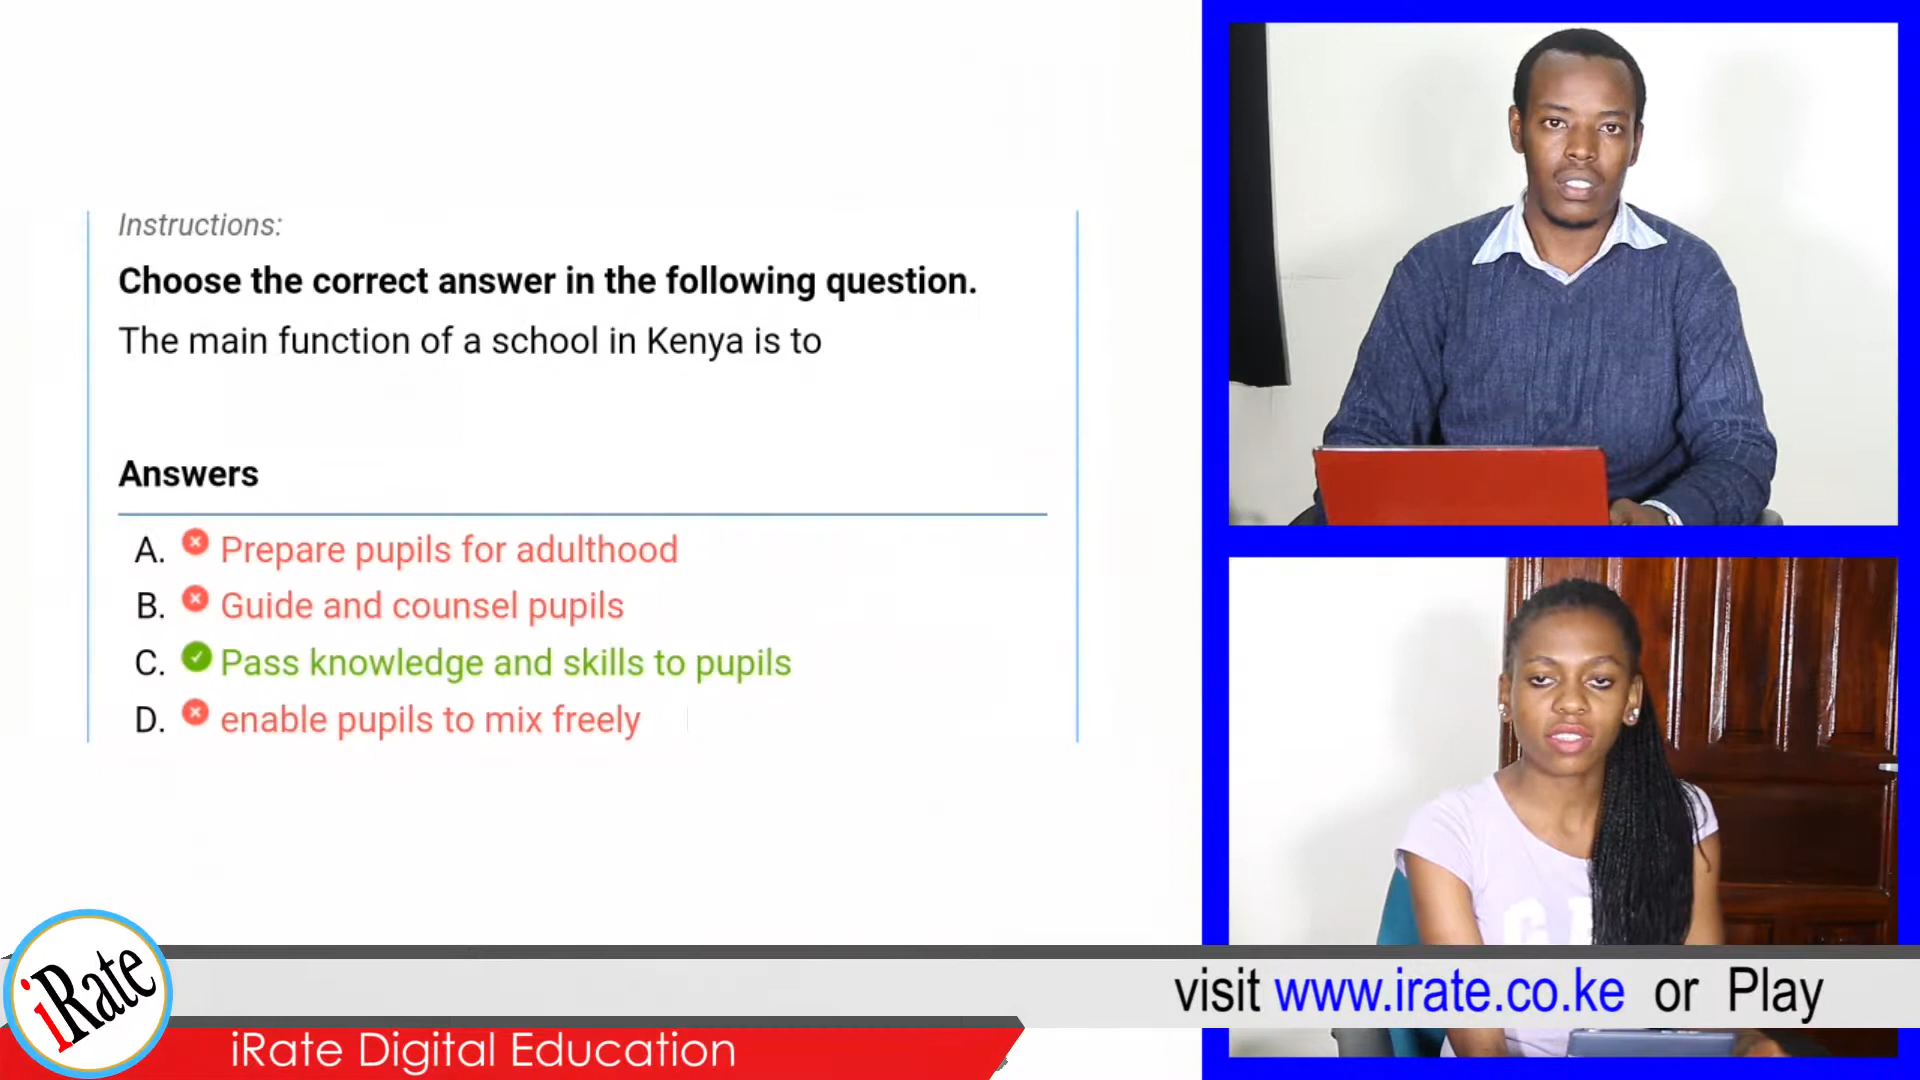 Instructions:
Choose the correct answer in the following question.
The main function of a school in Kenya is to
Answers
A. Prepare pupils for adulthood
B. Guide and counsel pupils
C. Pass knowledge and skills to pupils
D. enable pupils to mix freely
iRate
visit www.irate.co.ke or Play
iRate Digital Education